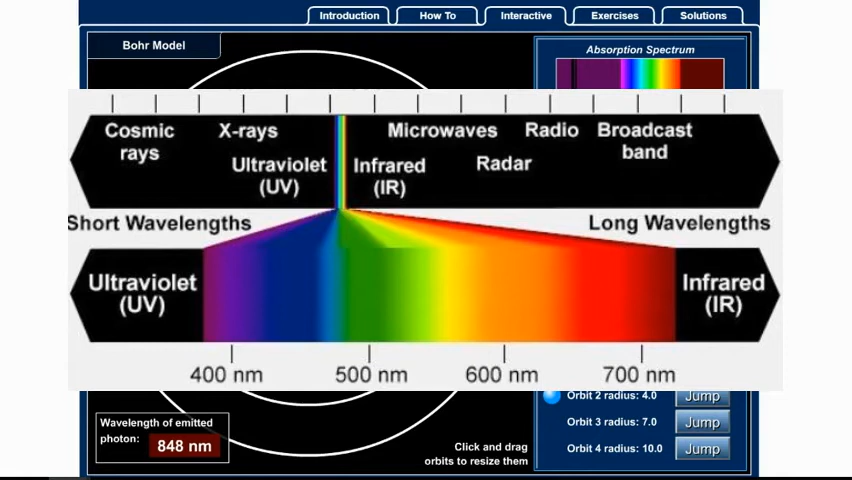 Introduction
How To
Interactive
Exercises
Solutions
Bohr Model
Absorption Spectrum
Cosmic
rays
X-rays
Microwaves
Radio
Broadcast
band
Ultraviolet
(UV)
Infrared
(IR)
Radar
Short Wavelengths
Long Wavelengths
Ultraviolet
(UV)
Infrared
(IR)
400 nm
500 nm
600 nm
700 nm
Orbit 2 radius: 4.0
Jump
Orbit 3 radius: 7.0
Jump
Orbit 4 radius: 10.0
Jump
Wavelength of emitted
photon:
848 nm
Click and drag
orbits to resize them